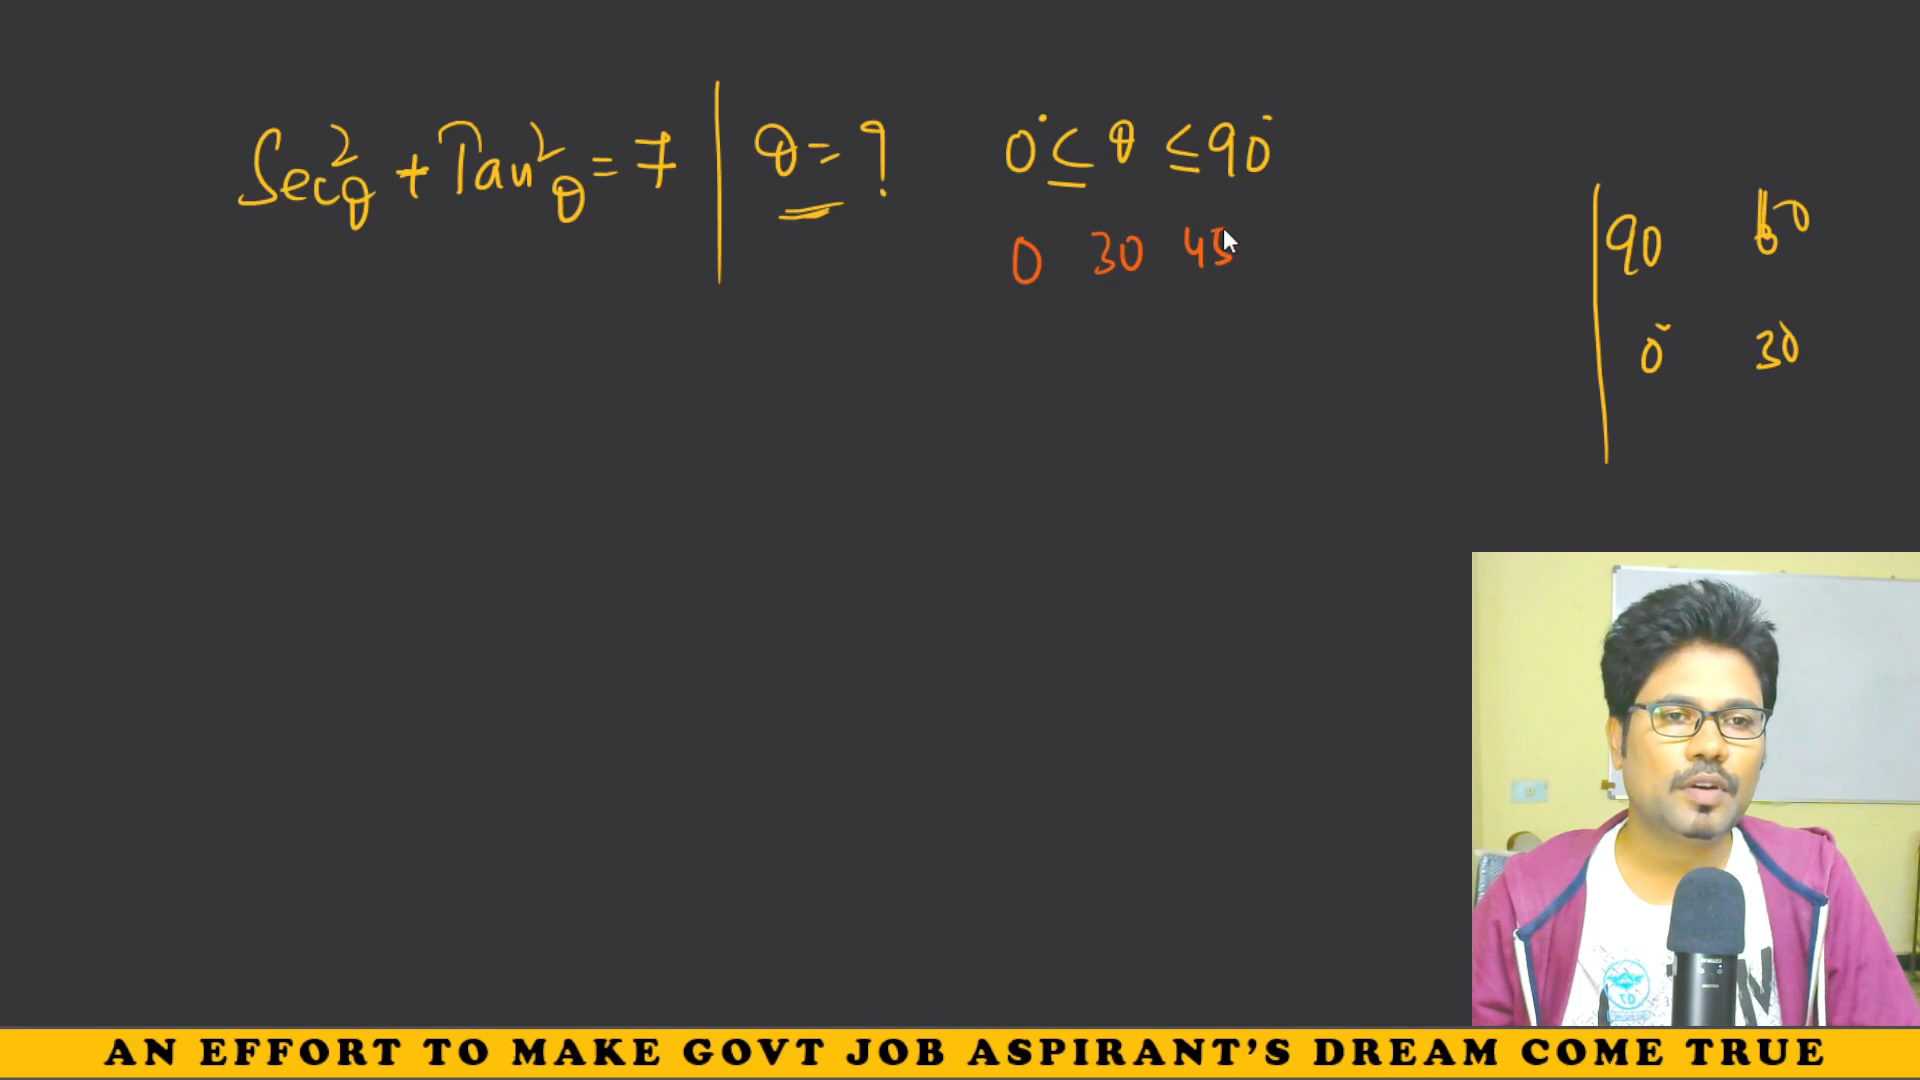 Sec²θ + Tan²θ = 7 | θ = ? 0° ≤ θ ≤ 90°
0 30 45
90 60
0° 30
AN EFFORT TO MAKE GOVT JOB ASPIRANT'S DREAM COME TRUE